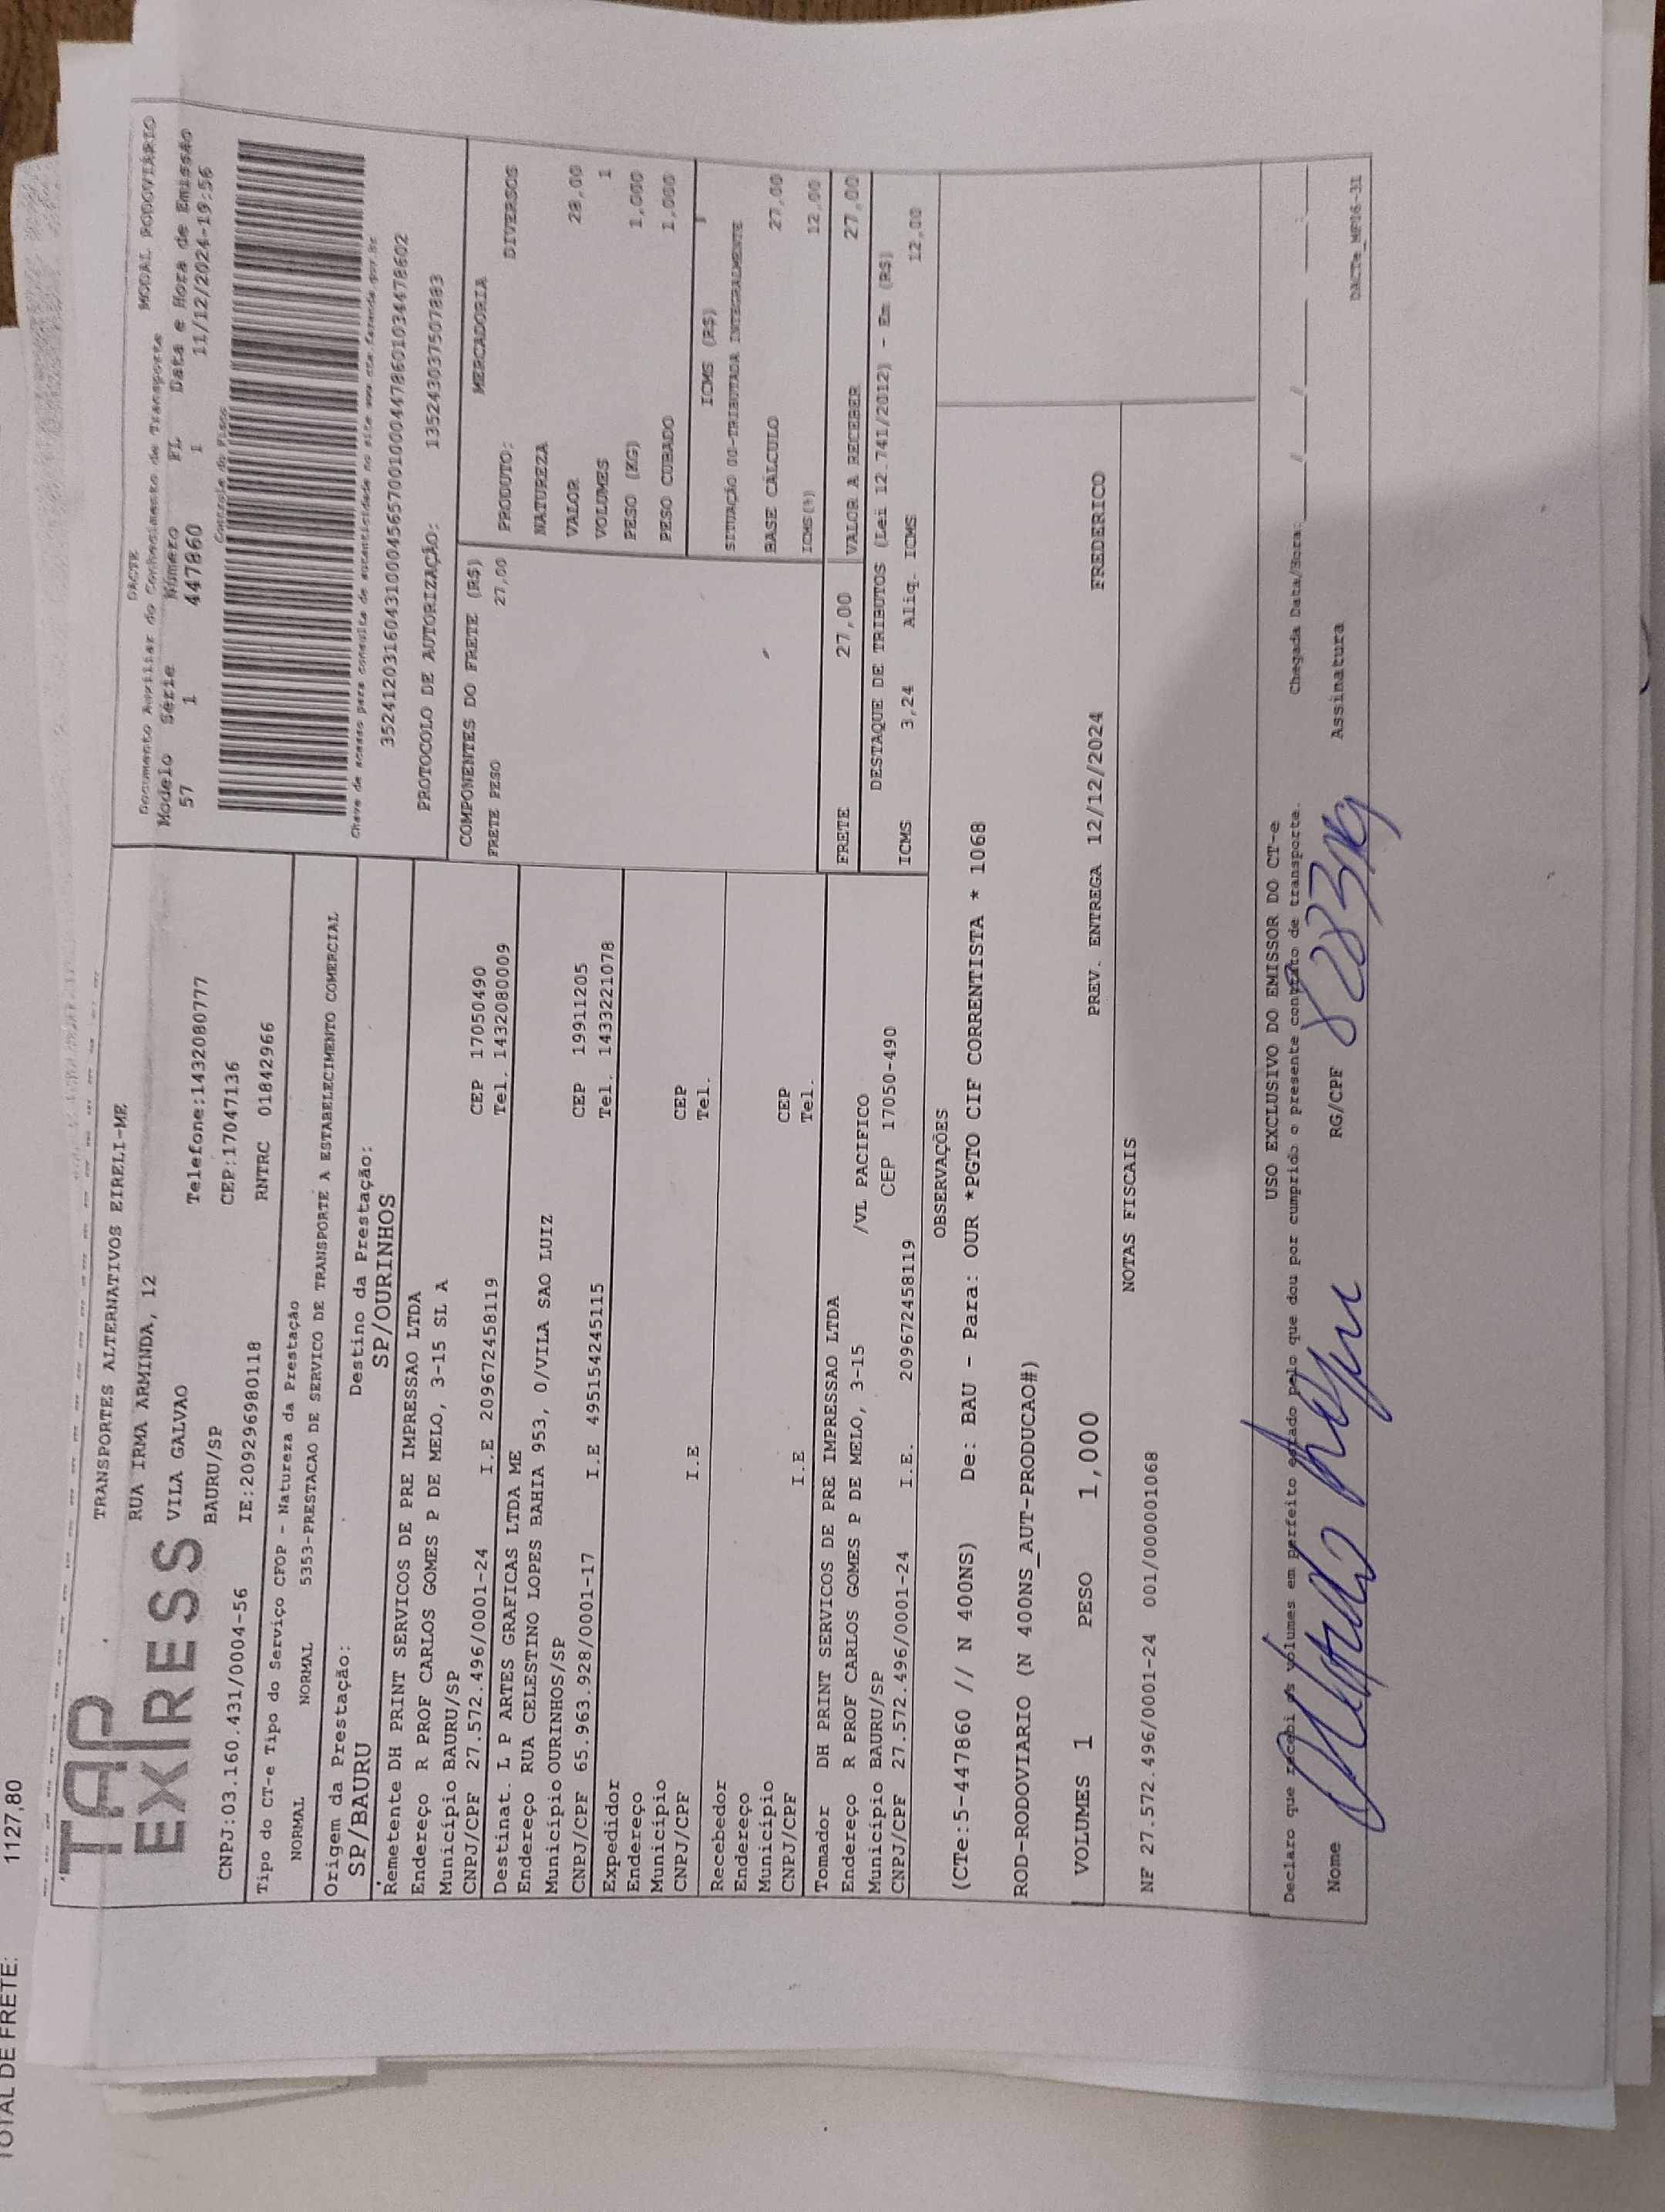 TOTAL DE FRETE: 1127,80
TAP EXPRESS
TRANSPORTES ALTERNATIVOS EIRELI-ME
RUA IRMA ARMINDA, 12
VILA GALVAO Telefone:1432080777
BAURU/SP CEP:17047136
CNPJ:03.160.431/0004-56 IE:209296980118 RNTRC 01842966
Tipo do CT-e Tipo do Serviço CFOP - Natureza da Prestação
NORMAL NORMAL 5353-PRESTACAO DE SERVICO DE TRANSPORTE A ESTABELECIMENTO COMERCIAL
Origem da Prestação: Destino da Prestação:
SP/BAURU SP/OURINHOS
Remetente DH PRINT SERVICOS DE PRE IMPRESSAO LTDA
Endereço R PROF CARLOS GOMES P DE MELO, 3-15 SL A
Município BAURU/SP CEP 17050490
CNPJ/CPF 27.572.496/0001-24 I.E 209672458119 Tel. 1432080009
Destinat. L P ARTES GRAFICAS LTDA ME
Endereço RUA CELESTINO LOPES BAHIA 953, 0/VILA SAO LUIZ
Município OURINHOS/SP CEP 19911205
CNPJ/CPF 65.963.928/0001-17 I.E 495154245115 Tel. 1433221078
Expedidor
Endereço
Município CEP
CNPJ/CPF I.E Tel.
Recebedor
Endereço
Município CEP
CNPJ/CPF I.E Tel.
Tomador DH PRINT SERVICOS DE PRE IMPRESSAO LTDA
Endereço R PROF CARLOS GOMES P DE MELO, 3-15 /VL PACIFICO
Município BAURU/SP CEP 17050-490
CNPJ/CPF 27.572.496/0001-24 I.E. 209672458119
DACTE
Documento Auxiliar do Conhecimento de Transporte MODAL RODOVIÁRIO
Modelo Série Número FL Data e Hora de Emissão
57 1 447860 1 11/12/2024-19:56
Controle do Fisco
Chave de acesso para consulta de autenticidade no site www.cte.fazenda.gov.br
35241203160431000456570010004478601034478602
PROTOCOLO DE AUTORIZAÇÃO: 135243037507883
COMPONENTES DO FRETE (R$)
FRETE PESO 27,00
MERCADORIA
PRODUTO: DIVERSOS
NATUREZA
VALOR 28,00
VOLUMES 1
PESO (KG) 1,000
PESO CUBADO 1,000
ICMS (R$)
SITUAÇÃO 00-TRIBUTADA INTEGRALMENTE
BASE CÁLCULO 27,00
ICMS(%) 12,00
FRETE 27,00 VALOR A RECEBER 27,00
DESTAQUE DE TRIBUTOS (Lei 12.741/2012) - Em (R$)
ICMS 3,24 Aliq. ICMS 12,00
OBSERVAÇÕES
(CTe:5-447860 // N 400NS) De: BAU - Para: OUR *PGTO CIF CORRENTISTA * 1068
ROD-RODOVIARIO (N 400NS_AUT-PRODUCAO#)
VOLUMES 1 PESO 1,000 PREV. ENTREGA 12/12/2024 FREDERICO
NOTAS FISCAIS
NF 27.572.496/0001-24 001/000001068
USO EXCLUSIVO DO EMISSOR DO CT-e
Declaro que recebi os volumes em perfeito estado pelo que dou por cumprido o presente contrato de transporte. Chegada Data/Hora: / / :
Nome RG/CPF Assinatura
DACTe_MP06-31